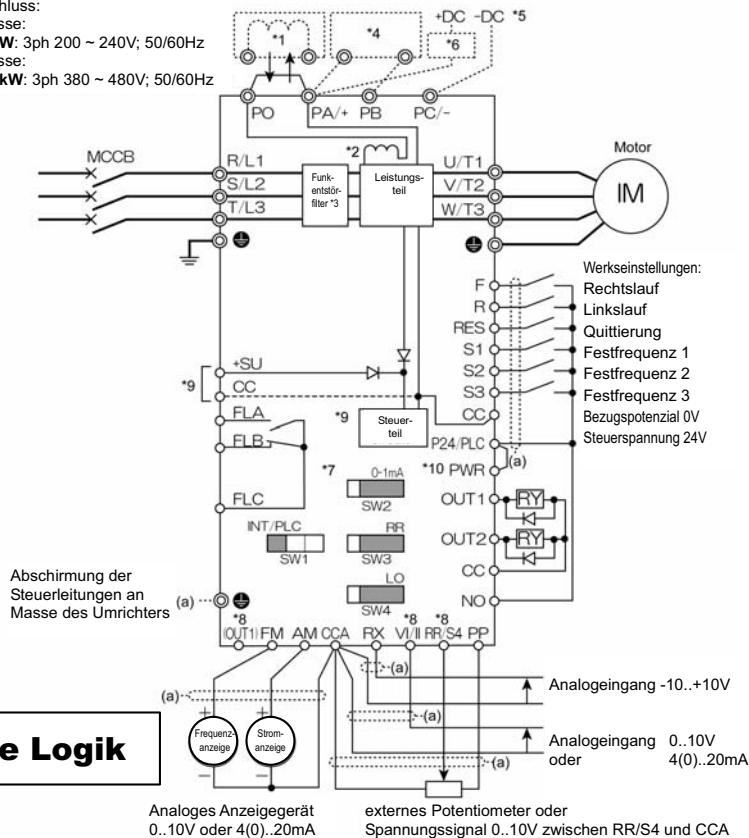 hluss:
sse:
W: 3ph 200 ~ 240V; 50/60Hz
sse:
kW: 3ph 380 ~ 480V; 50/60Hz
*1
*4
+DC -DC *5
*6
PO PA/+ PB PC/-
MCCB
R/L1
S/L2
T/L3
Funk-
entstör-
filter *3
*2
Leistungs-
teil
U/T1
V/T2
W/T3
Motor
IM
Werkseinstellungen:
F Rechtslauf
R Linkslauf
RES Quittierung
S1 Festfrequenz 1
S2 Festfrequenz 2
S3 Festfrequenz 3
CC Bezugspotenzial 0V
P24/PLC Steuerspannung 24V
*10 PWR (a)
*9
+SU
CC
FLA
FLB
FLC
*9
Steuer-
teil
*7
0-1mA
SW2
INT/PLC
SW1
RR
SW3
LO
SW4
OUT1 RY
OUT2 RY
CC
NO
Abschirmung der
Steuerleitungen an
Masse des Umrichters
(a)
*8 *8 *8
(OUT1) FM AM CCA RX VI/II RR/S4 PP
(a)
(a)
(a)
(a)
Analogeingang -10..+10V
Analogeingang 0..10V
oder 4(0)..20mA
+ +
Frequenz-
anzeige
Strom-
anzeige
− −
e Logik
Analoges Anzeigegerät
0..10V oder 4(0)..20mA
externes Potentiometer oder
Spannungssignal 0..10V zwischen RR/S4 und CCA